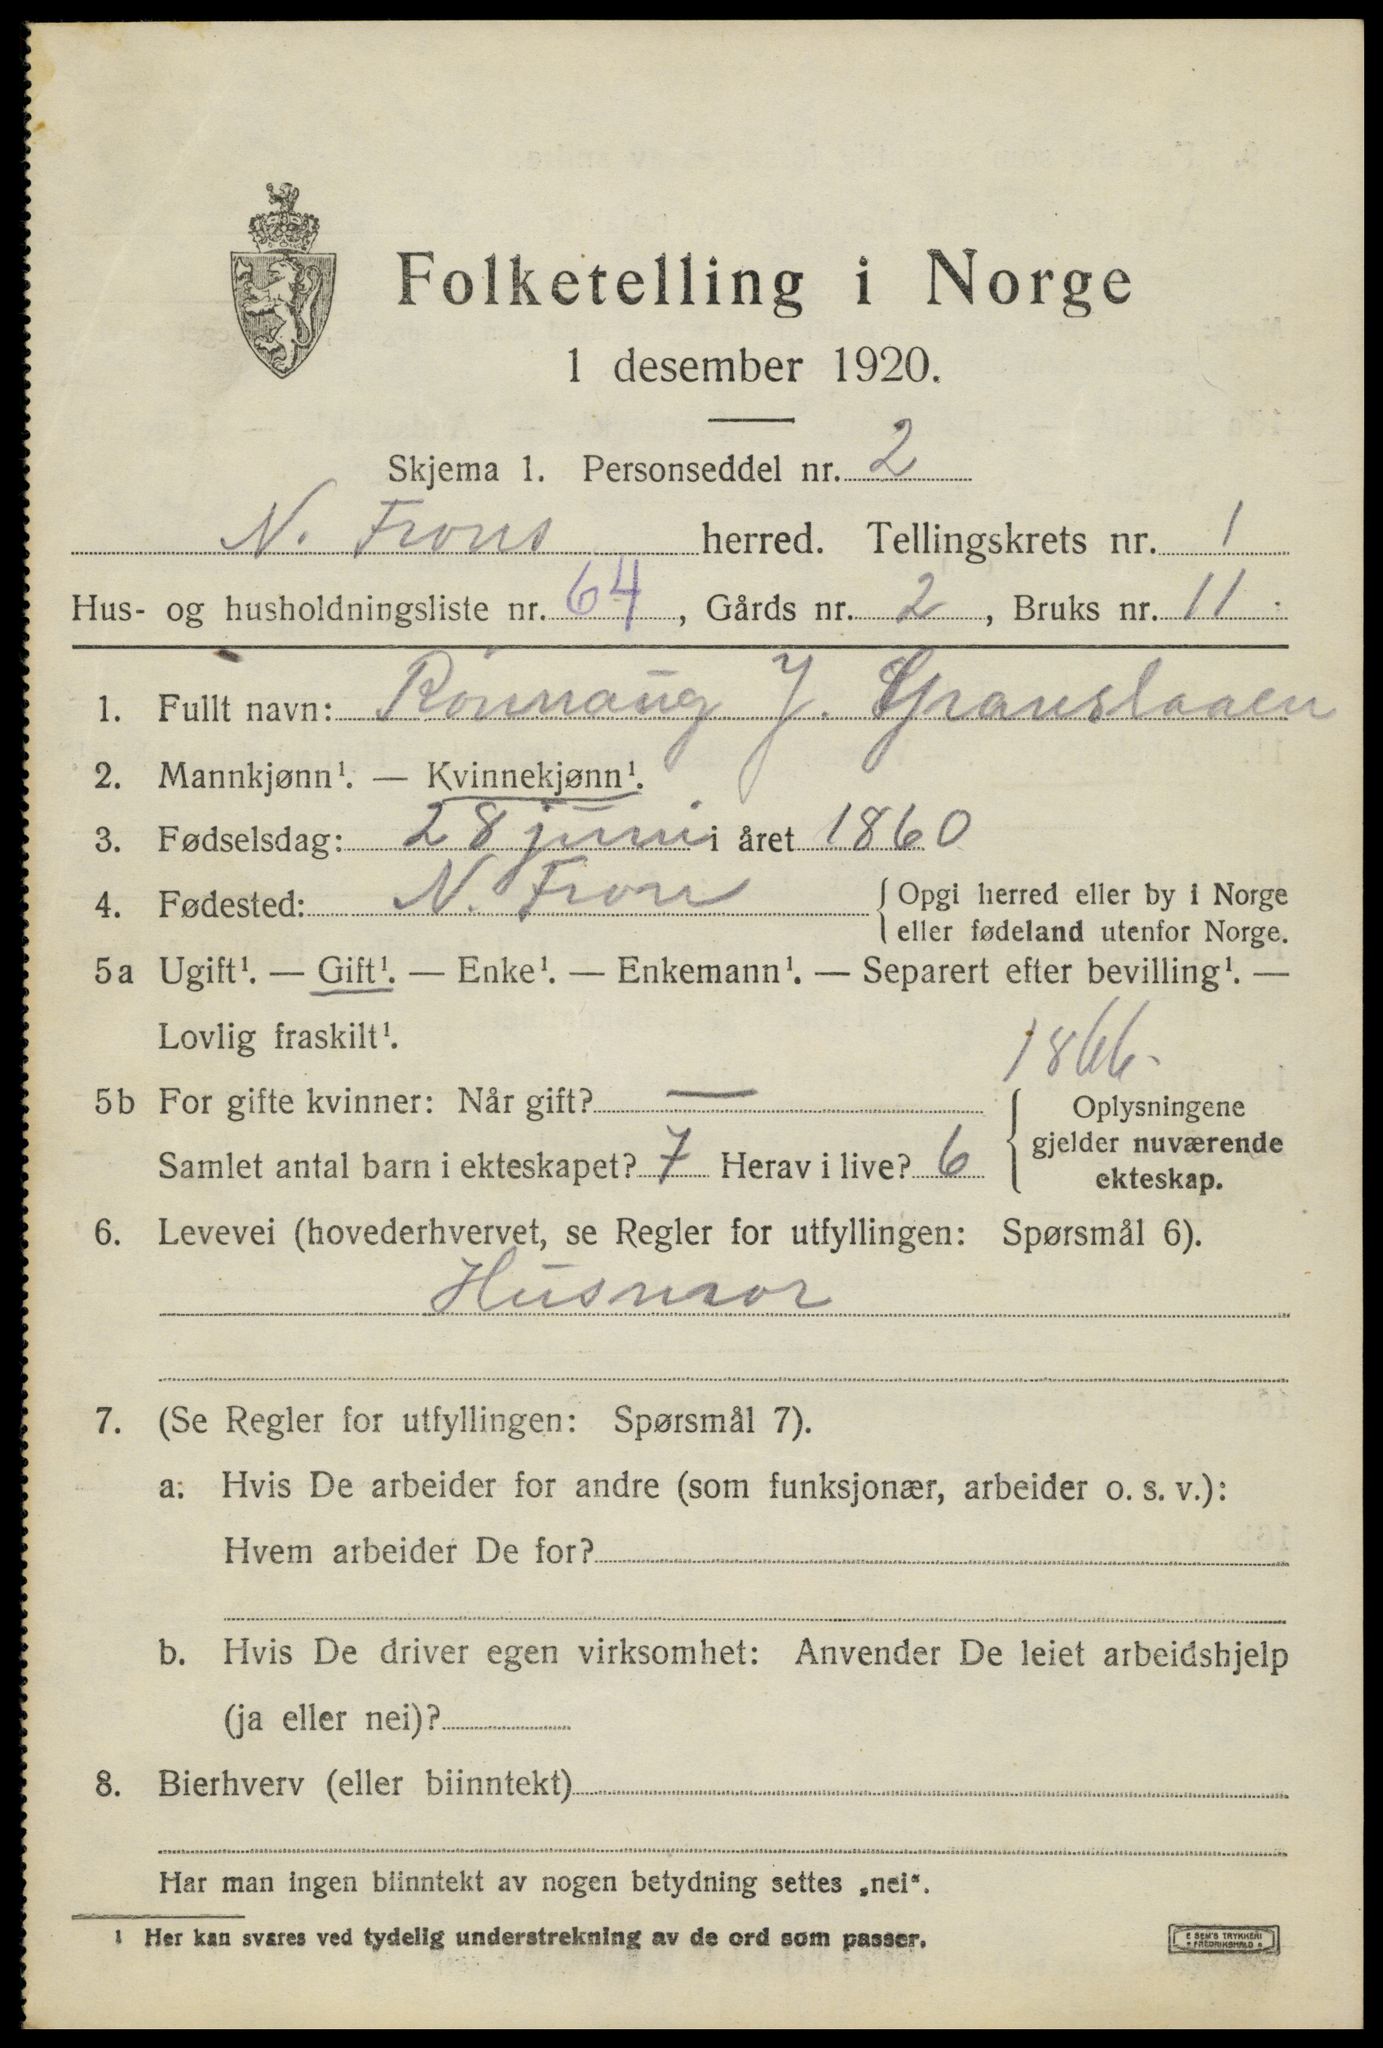 Folketelling i Norge
1 desember 1920.
Skjema 1. Personseddel nr. 2
N. Frons herred. Tellingskrets nr. 1
Hus- og husholdningsliste nr. 64, Gårds nr. 2, Bruks nr. 11
1. Fullt navn: Rönnaug J. Granslaaen
2. Mannkjønn¹. — Kvinnekjønn¹.
3. Fødselsdag: 28 juni i året 1860
4. Fødested: N. Fron { Opgi herred eller by i Norge
eller fødeland utenfor Norge.
5a Ugift¹. — Gift¹. — Enke¹. — Enkemann¹. — Separert efter bevilling¹. —
Lovlig fraskilt¹.
5b For gifte kvinner: Når gift? —
Samlet antal barn i ekteskapet? 7 Herav i live? 6
Oplysningene
gjelder nuværende
ekteskap.
6. Levevei (hovederhvervet, se Regler for utfyllingen: Spørsmål 6).
Husmor
7. (Se Regler for utfyllingen: Spørsmål 7).
a: Hvis De arbeider for andre (som funksjonær, arbeider o. s. v.):
Hvem arbeider De for?
b. Hvis De driver egen virksomhet: Anvender De leiet arbeidshjelp
(ja eller nei)?
8. Bierhverv (eller biinntekt)
Har man ingen biinntekt av nogen betydning settes „nei“.
¹ Her kan svares ved tydelig understrekning av de ord som passer.
E SEM'S TRYKKERI
FREDRIKSHALD